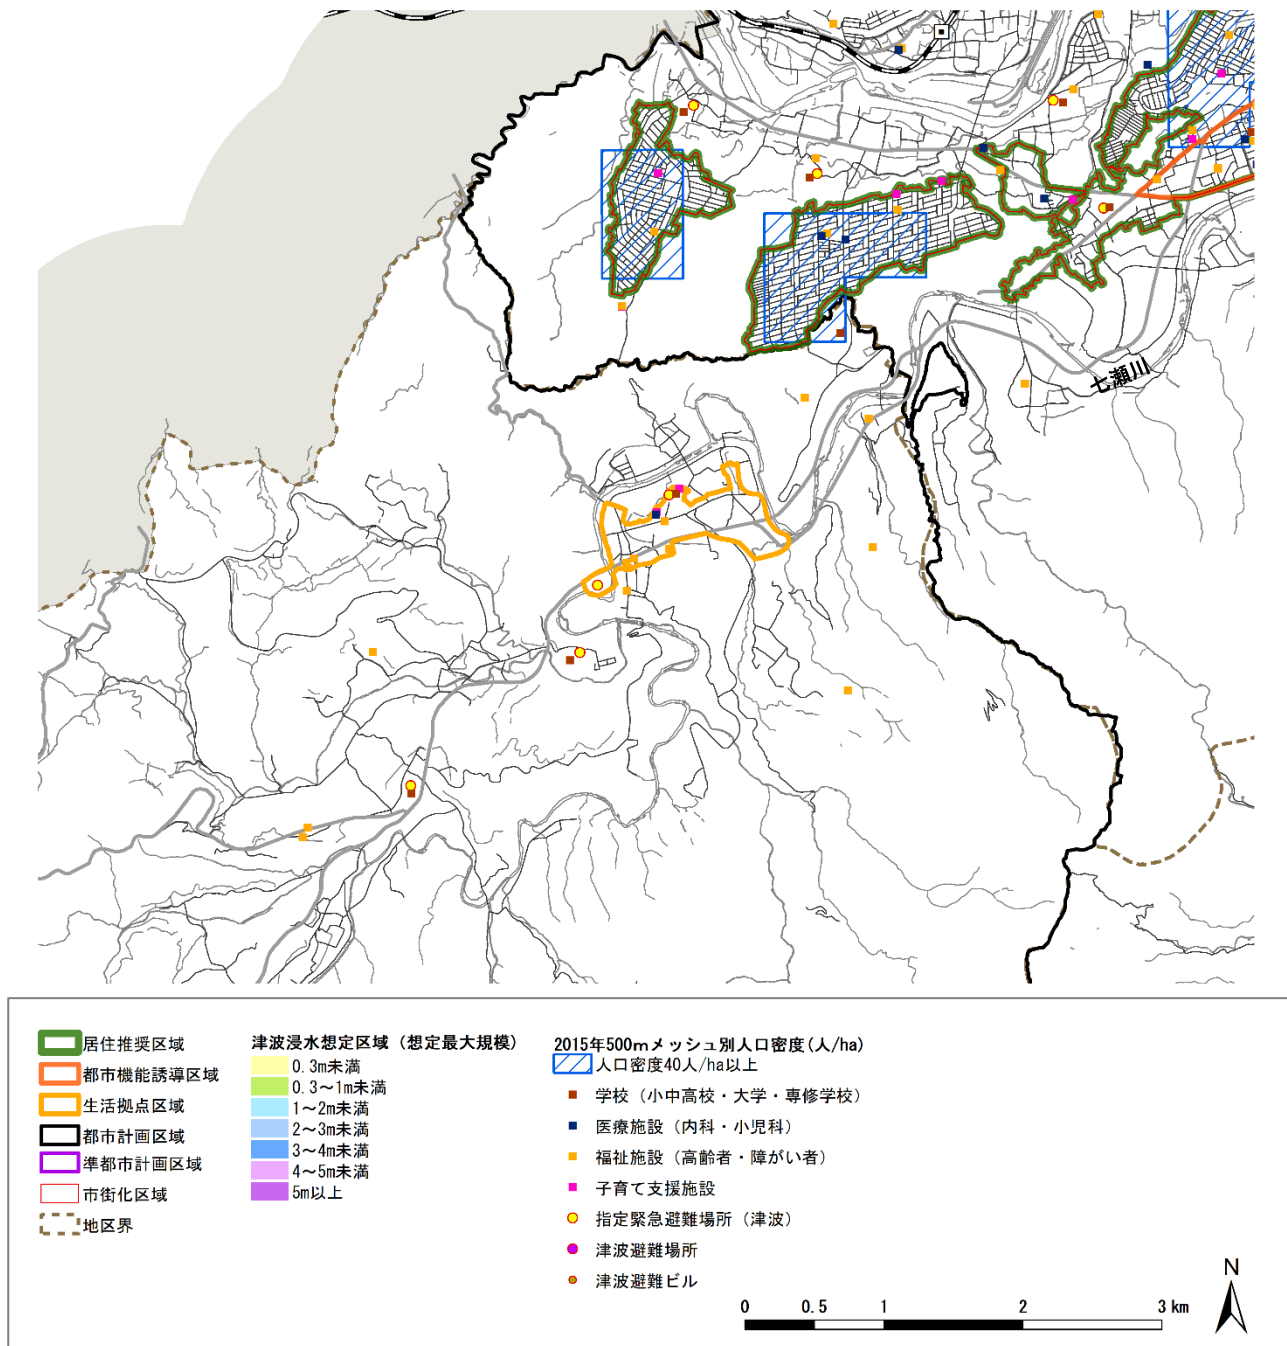 七瀬川
居住推奨区域
都市機能誘導区域
生活拠点区域
都市計画区域
準都市計画区域
市街化区域
地区界
津波浸水想定区域（想定最大規模）
0.3m未満
0.3～1m未満
1～2m未満
2～3m未満
3～4m未満
4～5m未満
5m以上
2015年500mメッシュ別人口密度(人/ha)
人口密度40人/ha以上
学校（小中高校・大学・専修学校）
医療施設（内科・小児科）
福祉施設（高齢者・障がい者）
子育て支援施設
指定緊急避難場所（津波）
津波避難場所
津波避難ビル
0 0.5 1 2 3 km
N